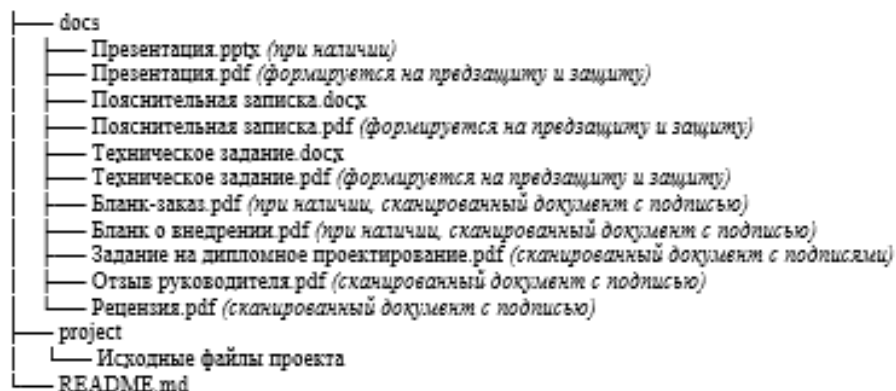 docs
Презентация.pptx (при наличии)
Презентация.pdf (формируется на предзащиту и защиту)
Пояснительная записка.docx
Пояснительная записка.pdf (формируется на предзащиту и защиту)
Техническое задание.docx
Техническое задание.pdf (формируется на предзащиту и защиту)
Бланк-заказ.pdf (при наличии, сканированный документ с подписью)
Бланк о внедрении.pdf (при наличии, сканированный документ с подписью)
Задание на дипломное проектирование.pdf (сканированный документ с подписями)
Отзыв руководителя.pdf (сканированный документ с подписью)
Рецензия.pdf (сканированный документ с подписью)
project
Исходные файлы проекта
README.md